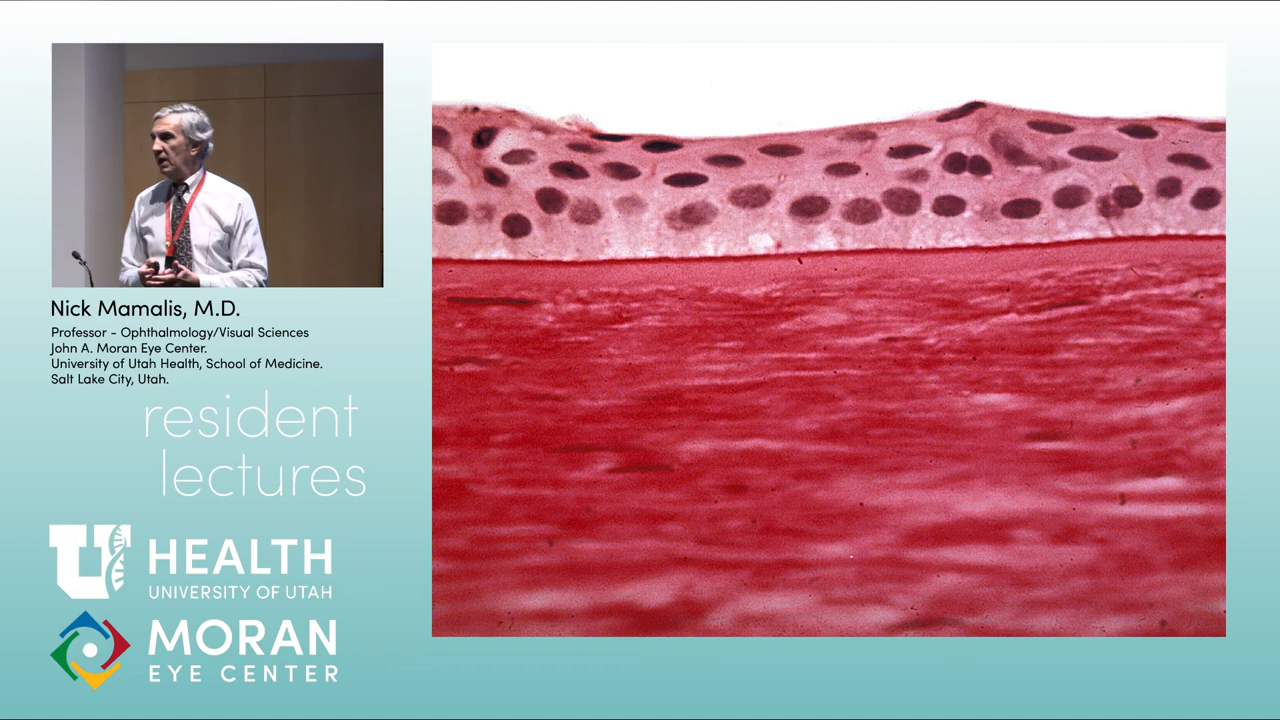 Nick Mamalis, M.D.
Professor - Ophthalmology/Visual Sciences
John A. Moran Eye Center.
University of Utah Health, School of Medicine.
Salt Lake City, Utah.
resident
lectures
U HEALTH
UNIVERSITY OF UTAH
MORAN
EYE CENTER